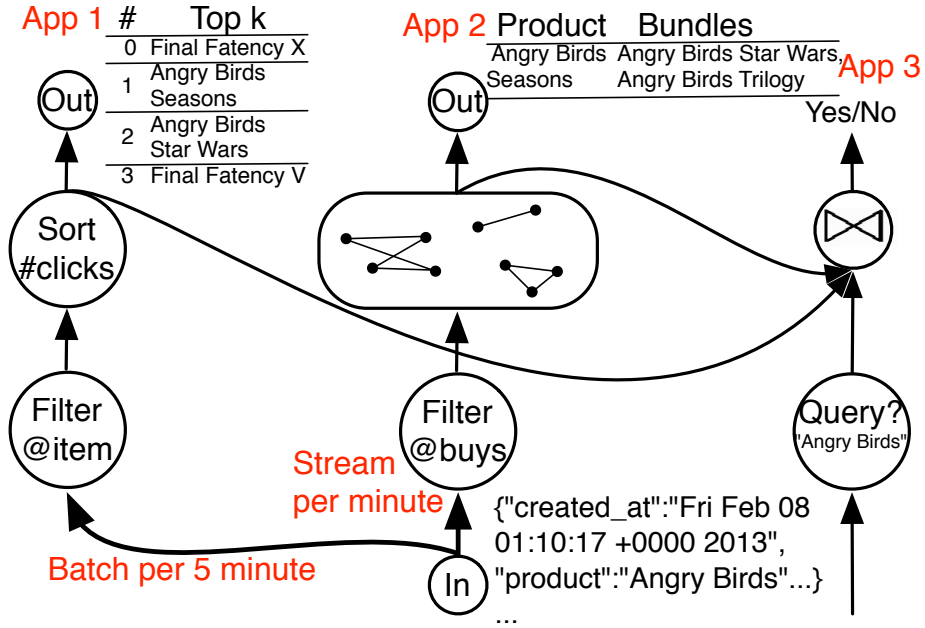 App 1
# Top k
0 Final Fatency X
1 Angry Birds
Seasons
2 Angry Birds
Star Wars
3 Final Fatency V
Out
Sort
#clicks
Filter
@item
Batch per 5 minute
App 2
Product Bundles
Angry Birds Angry Birds Star Wars,
Seasons Angry Birds Trilogy
Out
Filter
@buys
Stream
per minute
In
{"created_at":"Fri Feb 08
01:10:17 +0000 2013",
"product":"Angry Birds"...}
...
App 3
Yes/No
Query?
"Angry Birds"